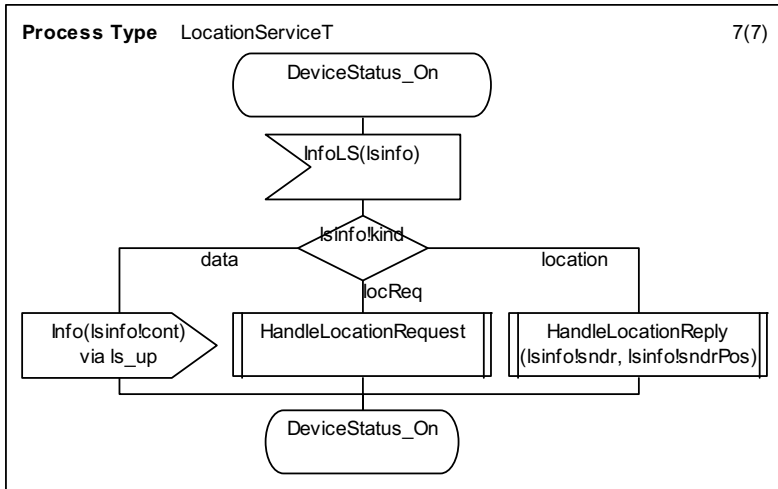 Process Type LocationServiceT 7(7)
DeviceStatus_On
InfoLS(lsinfo)
lsinfo!kind
data
location
locReq
Info(lsinfo!cont)
via ls_up
HandleLocationRequest
HandleLocationReply
(lsinfo!sndr, lsinfo!sndrPos)
DeviceStatus_On